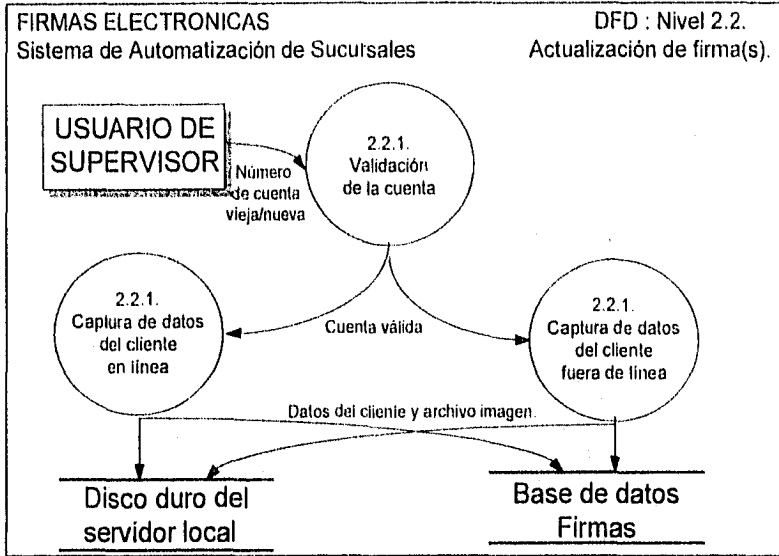 FIRMAS ELECTRONICAS
Sistema de Automatización de Sucursales
DFD : Nivel 2.2.
Actualización de firma(s).
USUARIO DE
SUPERVISOR
Número
de cuenta
vieja/nueva
2.2.1.
Validación
de la cuenta
2.2.1.
Captura de datos
del cliente
en línea
Cuenta válida
2.2.1.
Captura de datos
del cliente
fuera de línea
Datos del cliente y archivo imagen.
Disco duro del
servidor local
Base de datos
Firmas